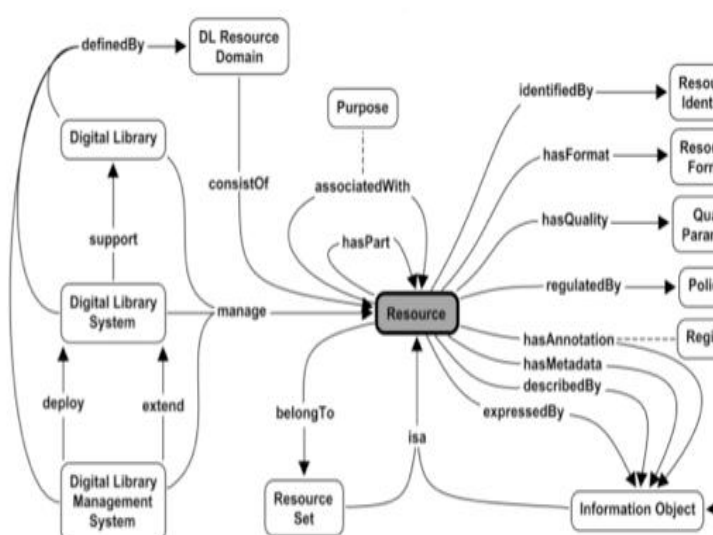 definedBy
DL Resource
Domain
Purpose
identifiedBy
Digital Library
hasFormat
consistOf
associatedWith
hasQuality
support
hasPart
regulatedBy
Digital Library
System
manage
Resource
hasAnnotation
hasMetadata
describedBy
expressedBy
deploy
extend
belongTo
isa
Digital Library
Management
System
Resource
Set
Information Object